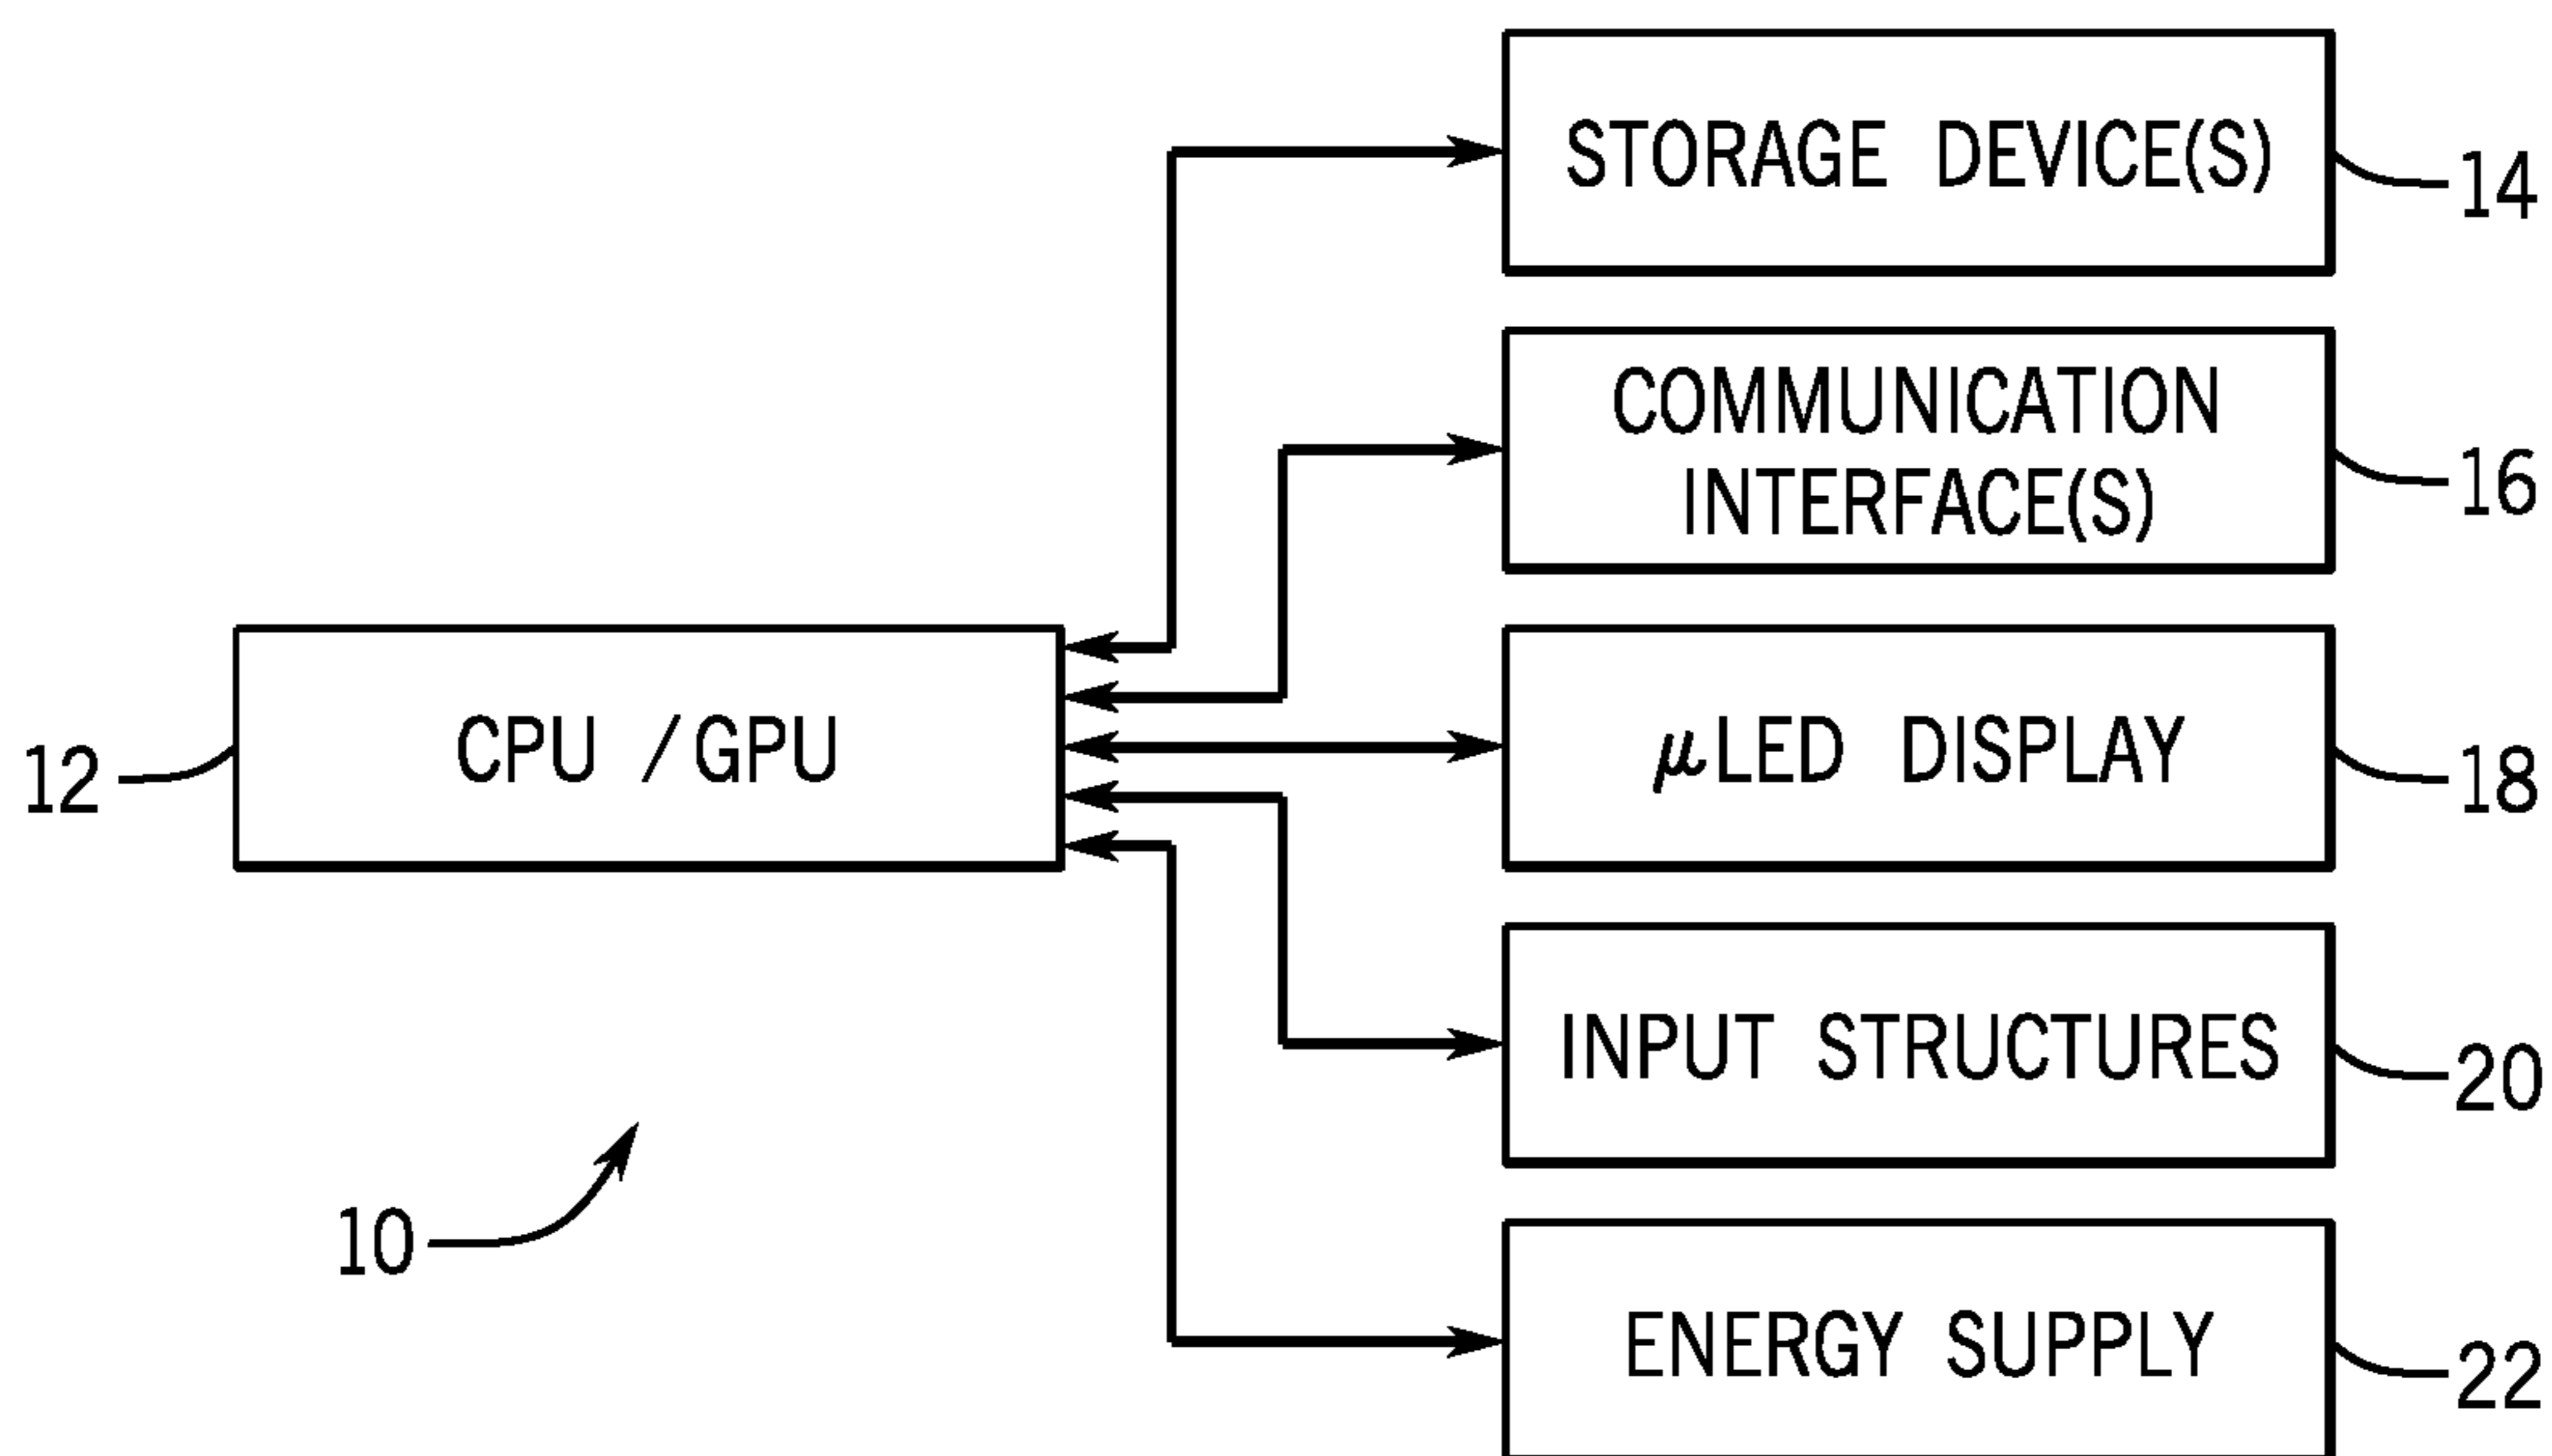 STORAGE DEVICE(S)
14
COMMUNICATION
INTERFACE(S)
16
12
CPU / GPU
μLED DISPLAY
18
INPUT STRUCTURES
20
10
ENERGY SUPPLY
22